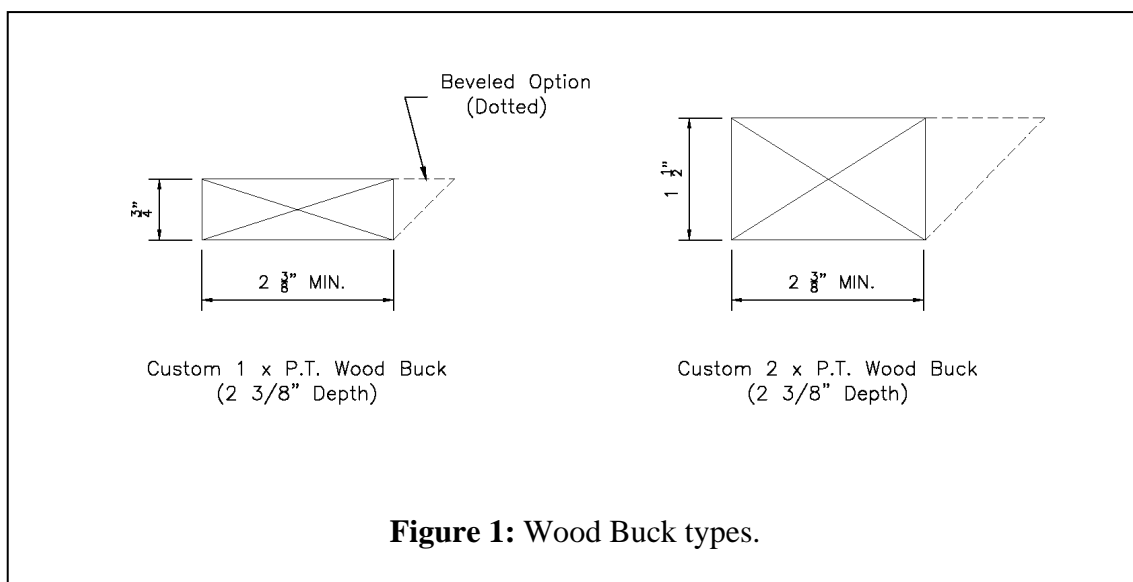 Beveled Option
(Dotted)
3/4"
2 3/8" MIN.
Custom 1 x P.T. Wood Buck
(2 3/8" Depth)
1 1/2"
2 3/8" MIN.
Custom 2 x P.T. Wood Buck
(2 3/8" Depth)
Figure 1: Wood Buck types.